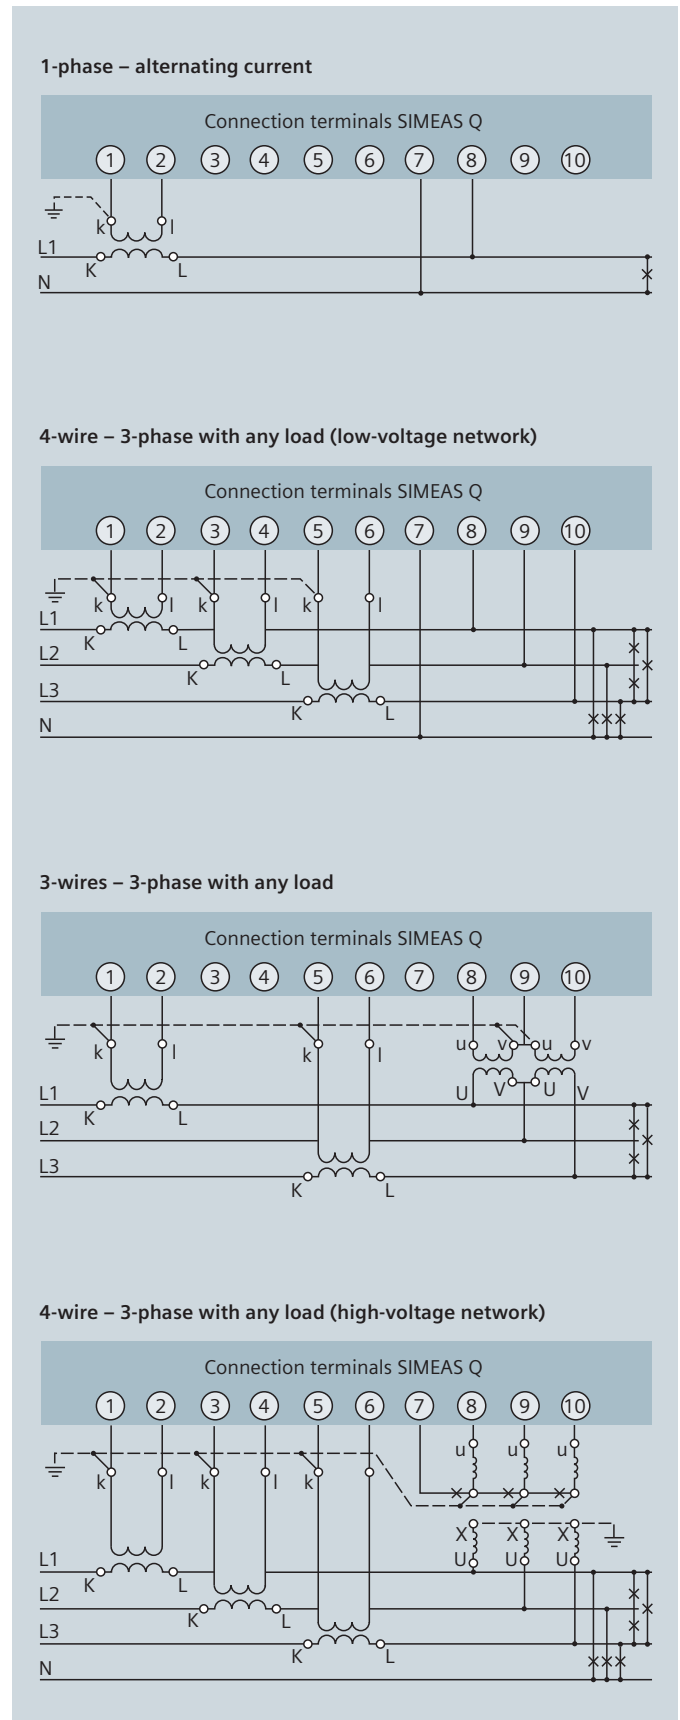 1-phase – alternating current
Connection terminals SIMEAS Q
1 2 3 4 5 6 7 8 9 10
k l
L1
K L
N
4-wire – 3-phase with any load (low-voltage network)
Connection terminals SIMEAS Q
1 2 3 4 5 6 7 8 9 10
k l k l k l
L1
K L
L2
K L
L3
K L
N
3-wires – 3-phase with any load
Connection terminals SIMEAS Q
1 2 3 4 5 6 7 8 9 10
k l k l u v u v
U V U V
L1
K L
L2
L3
K L
4-wire – 3-phase with any load (high-voltage network)
Connection terminals SIMEAS Q
1 2 3 4 5 6 7 8 9 10
u u u
k l k l k l
X X X
U U U
L1
K L
L2
K L
L3
K L
N